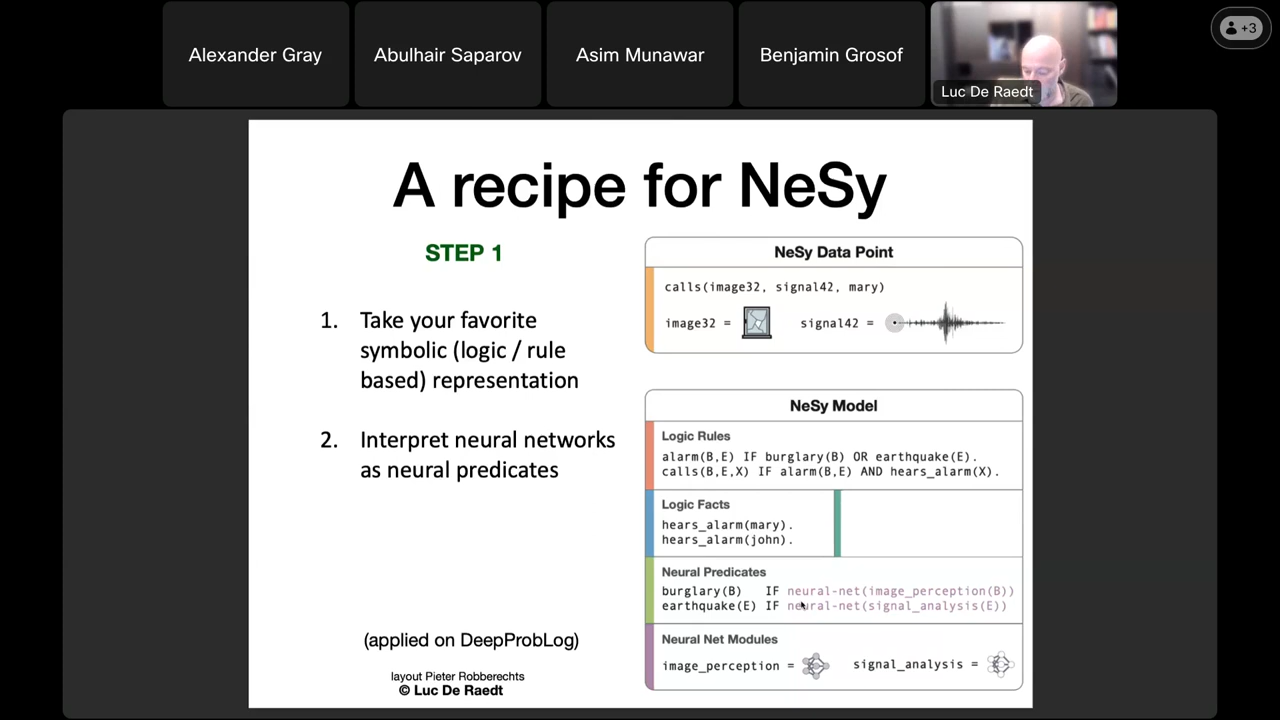 Alexander Gray
Abulhair Saparov
Asim Munawar
Benjamin Grosof
Luc De Raedt
+3
A recipe for NeSy
STEP 1
1. Take your favorite
symbolic (logic / rule
based) representation
2. Interpret neural networks
as neural predicates
(applied on DeepProbLog)
layout Pieter Robberechts
© Luc De Raedt
NeSy Data Point
calls(image32, signal42, mary)
image32 =
signal42 =
NeSy Model
Logic Rules
alarm(B,E) IF burglary(B) OR earthquake(E).
calls(B,E,X) IF alarm(B,E) AND hears_alarm(X).
Logic Facts
hears_alarm(mary).
hears_alarm(john).
Neural Predicates
burglary(B) IF neural-net(image_perception(B))
earthquake(E) IF neural-net(signal_analysis(E))
Neural Net Modules
image_perception =
signal_analysis =